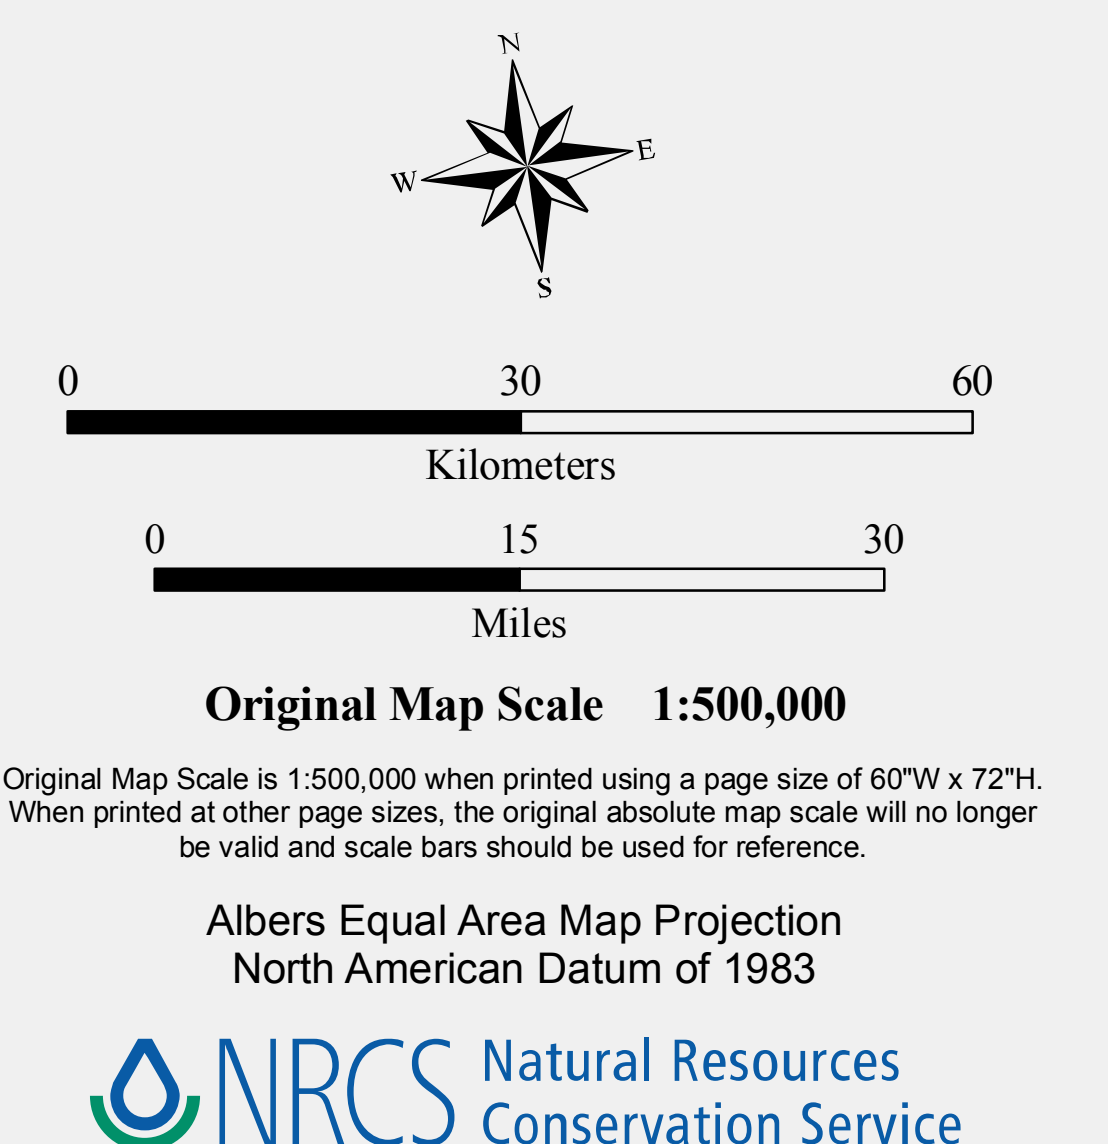 N
W E
S
0 30 60
Kilometers
0 15 30
Miles
Original Map Scale 1:500,000
Original Map Scale is 1:500,000 when printed using a page size of 60"W x 72"H.
When printed at other page sizes, the original absolute map scale will no longer
be valid and scale bars should be used for reference.
Albers Equal Area Map Projection
North American Datum of 1983
NRCS Natural Resources
Conservation Service